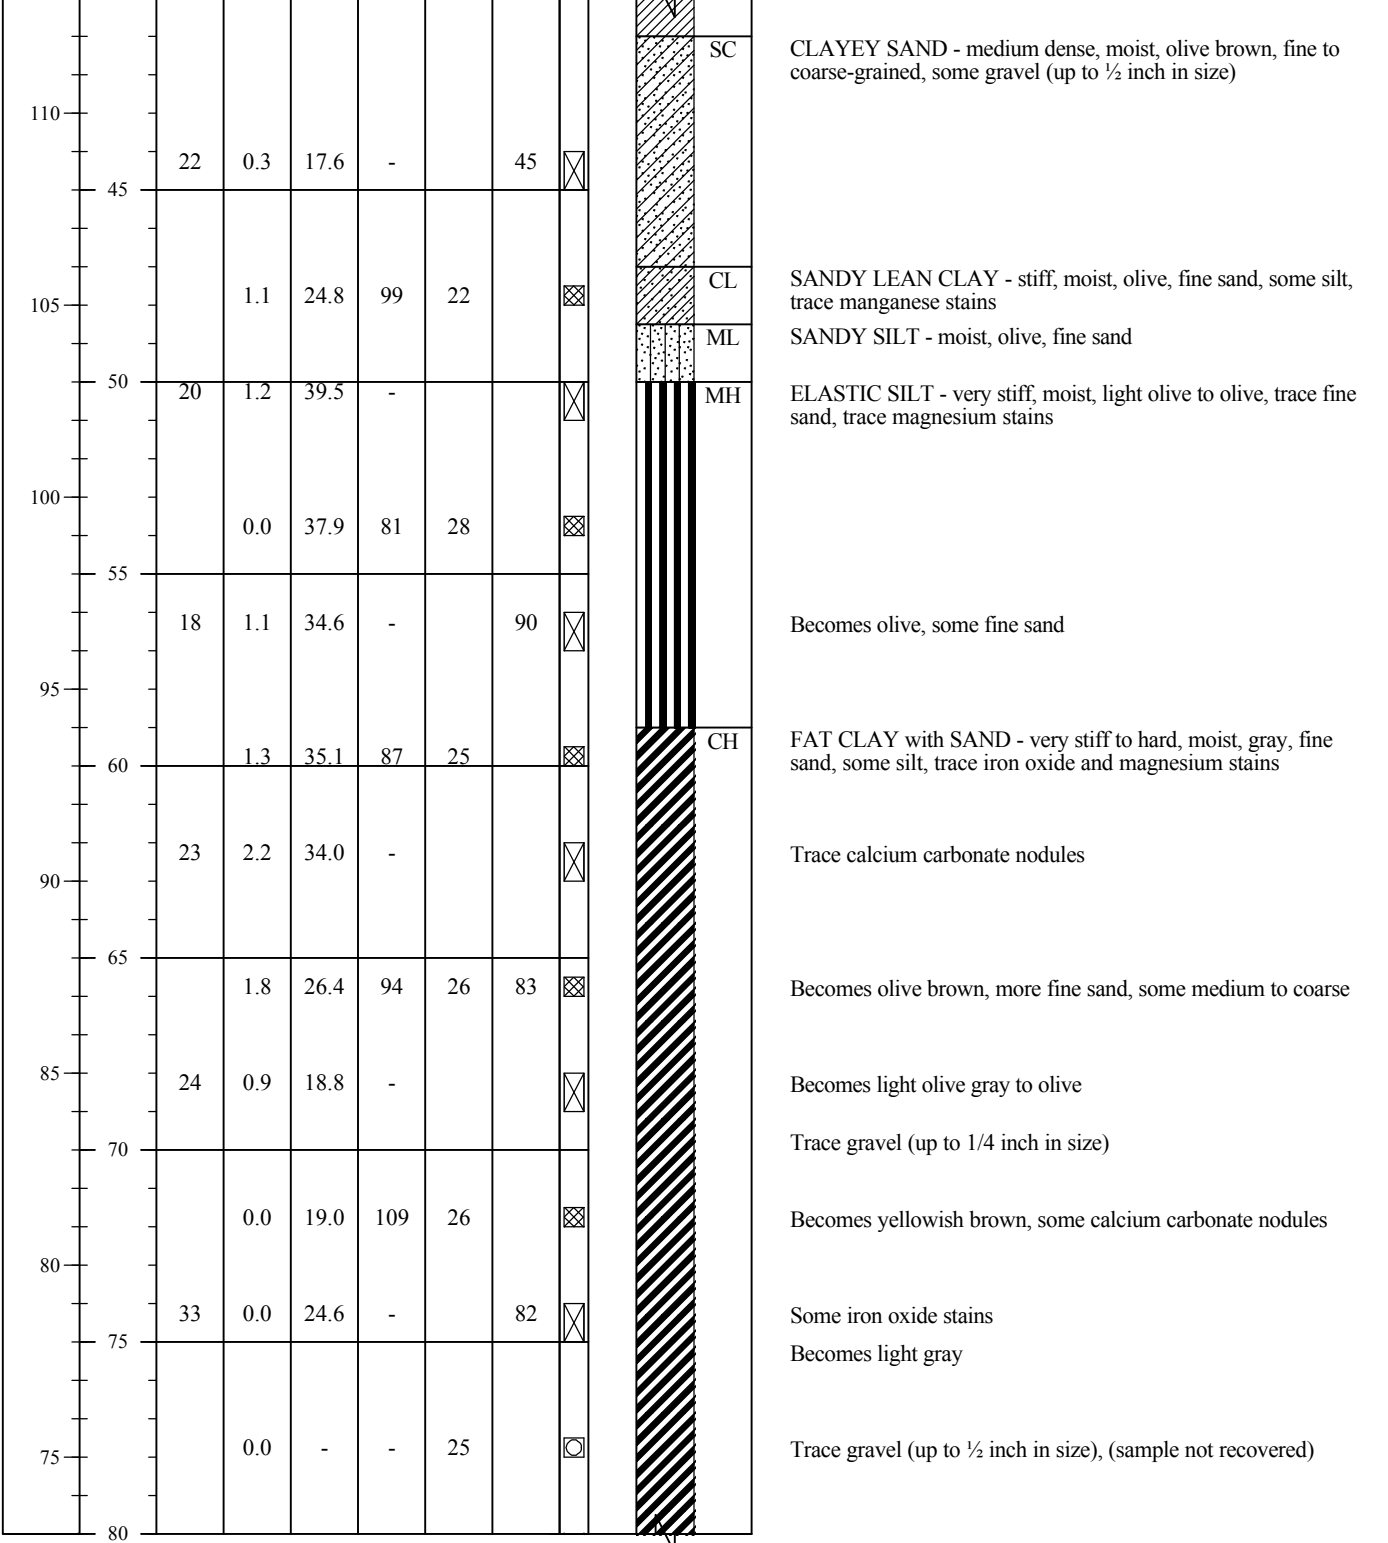 SC CLAYEY SAND - medium dense, moist, olive brown, fine to
coarse-grained, some gravel (up to ½ inch in size)
110
22 0.3 17.6 - 45
45
CL SANDY LEAN CLAY - stiff, moist, olive, fine sand, some silt,
1.1 24.8 99 22
105 trace manganese stains
ML SANDY SILT - moist, olive, fine sand
50
20 1.2 39.5 - MH ELASTIC SILT - very stiff, moist, light olive to olive, trace fine
sand, trace magnesium stains
100
0.0 37.9 81 28
55
18 1.1 34.6 - 90 Becomes olive, some fine sand
95
CH FAT CLAY with SAND - very stiff to hard, moist, gray, fine
1.3 35.1 87 25 sand, some silt, trace iron oxide and magnesium stains
60
23 2.2 34.0 - Trace calcium carbonate nodules
90
65
1.8 26.4 94 26 83 Becomes olive brown, more fine sand, some medium to coarse
85
24 0.9 18.8 - Becomes light olive gray to olive
70 Trace gravel (up to 1/4 inch in size)
0.0 19.0 109 26 Becomes yellowish brown, some calcium carbonate nodules
80
33 0.0 24.6 - 82 Some iron oxide stains
75
Becomes light gray
0.0 - - 25 Trace gravel (up to ½ inch in size), (sample not recovered)
75
80